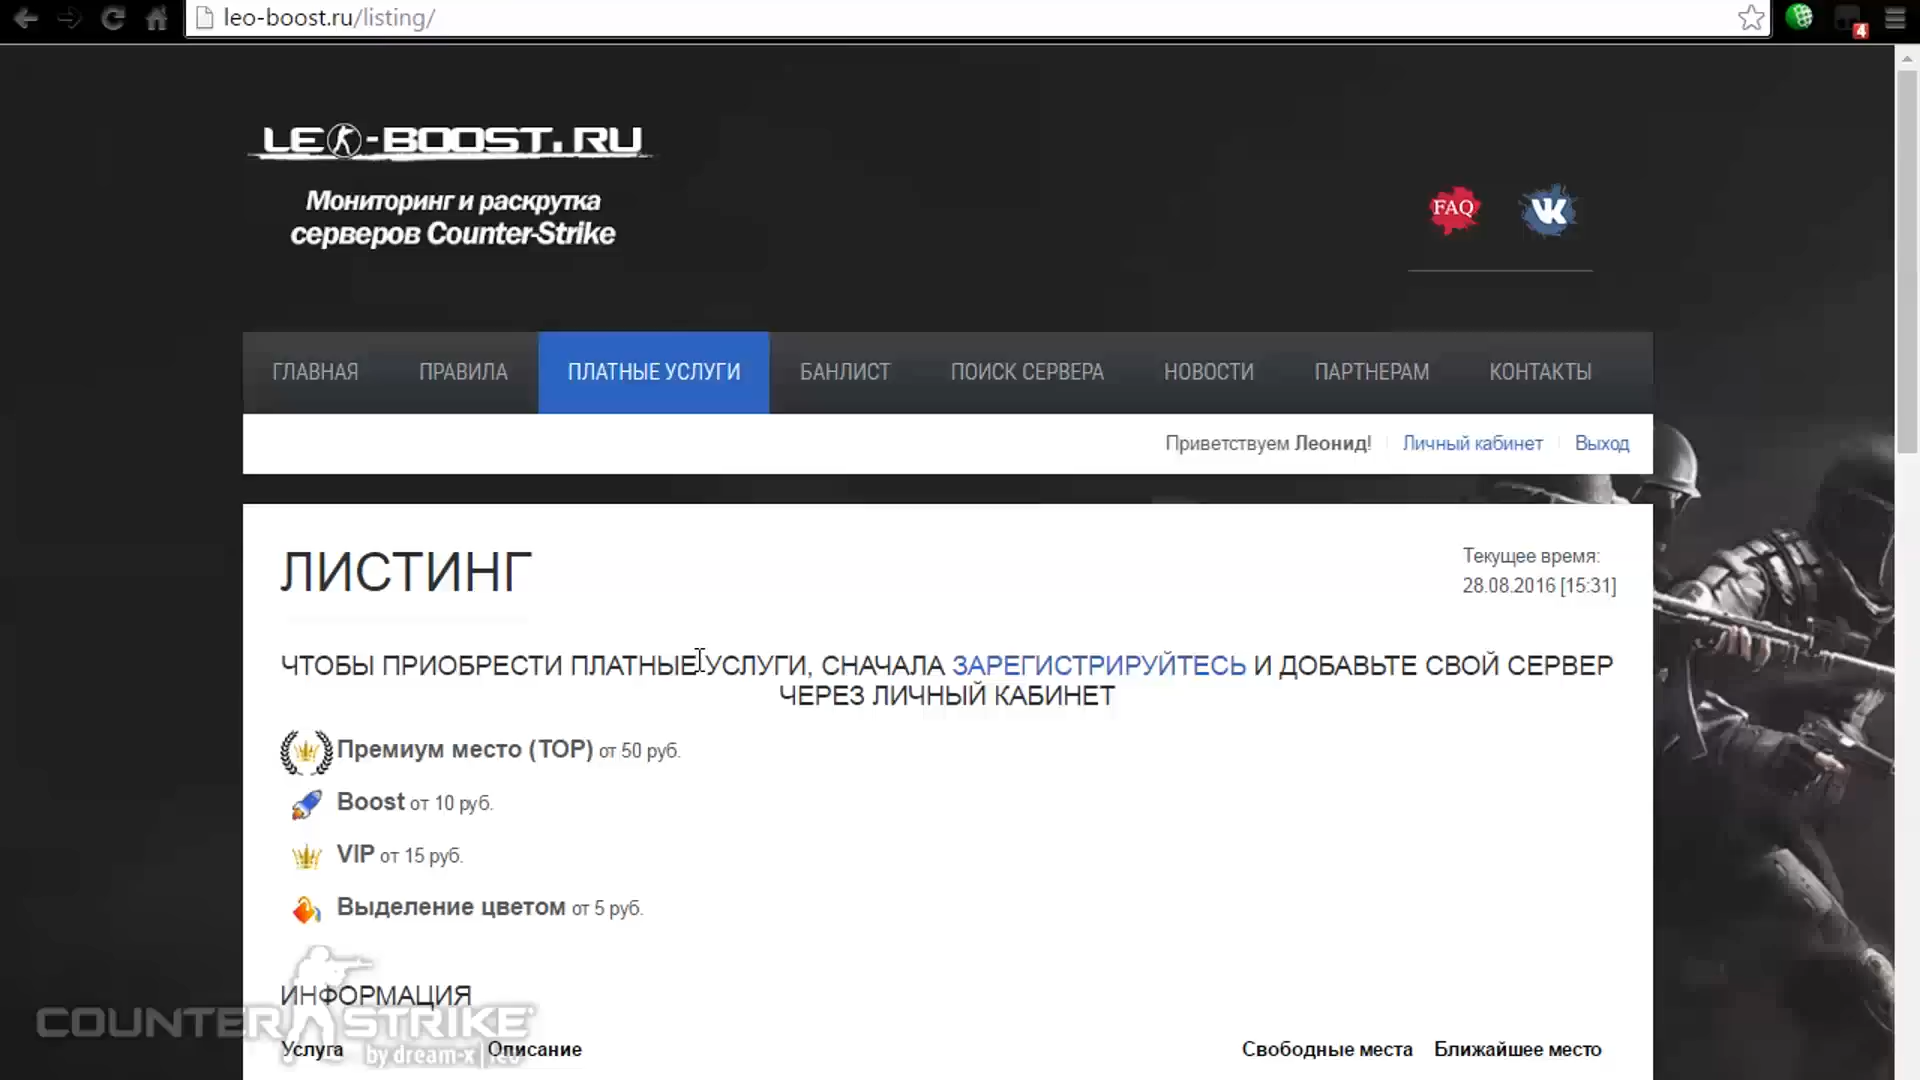 leo-boost.ru/listing/
4
LEO-BOOST.RU
Мониторинг и раскрутка
серверов Counter-Strike
FAQ
ГЛАВНАЯ ПРАВИЛА ПЛАТНЫЕ УСЛУГИ БАНЛИСТ ПОИСК СЕРВЕРА НОВОСТИ ПАРТНЕРАМ КОНТАКТЫ
Приветствуем Леонид! Личный кабинет Выход
ЛИСТИНГ
Текущее время:
28.08.2016 [15:31]
ЧТОБЫ ПРИОБРЕСТИ ПЛАТНЫЕ УСЛУГИ, СНАЧАЛА ЗАРЕГИСТРИРУЙТЕСЬ И ДОБАВЬТЕ СВОЙ СЕРВЕР
ЧЕРЕЗ ЛИЧНЫЙ КАБИНЕТ
Премиум место (TOP) от 50 руб.
Boost от 10 руб.
VIP от 15 руб.
Выделение цветом от 5 руб.
ИНФОРМАЦИЯ
COUNTER STRIKE
by dream-x
Услуга Описание Свободные места Ближайшее место